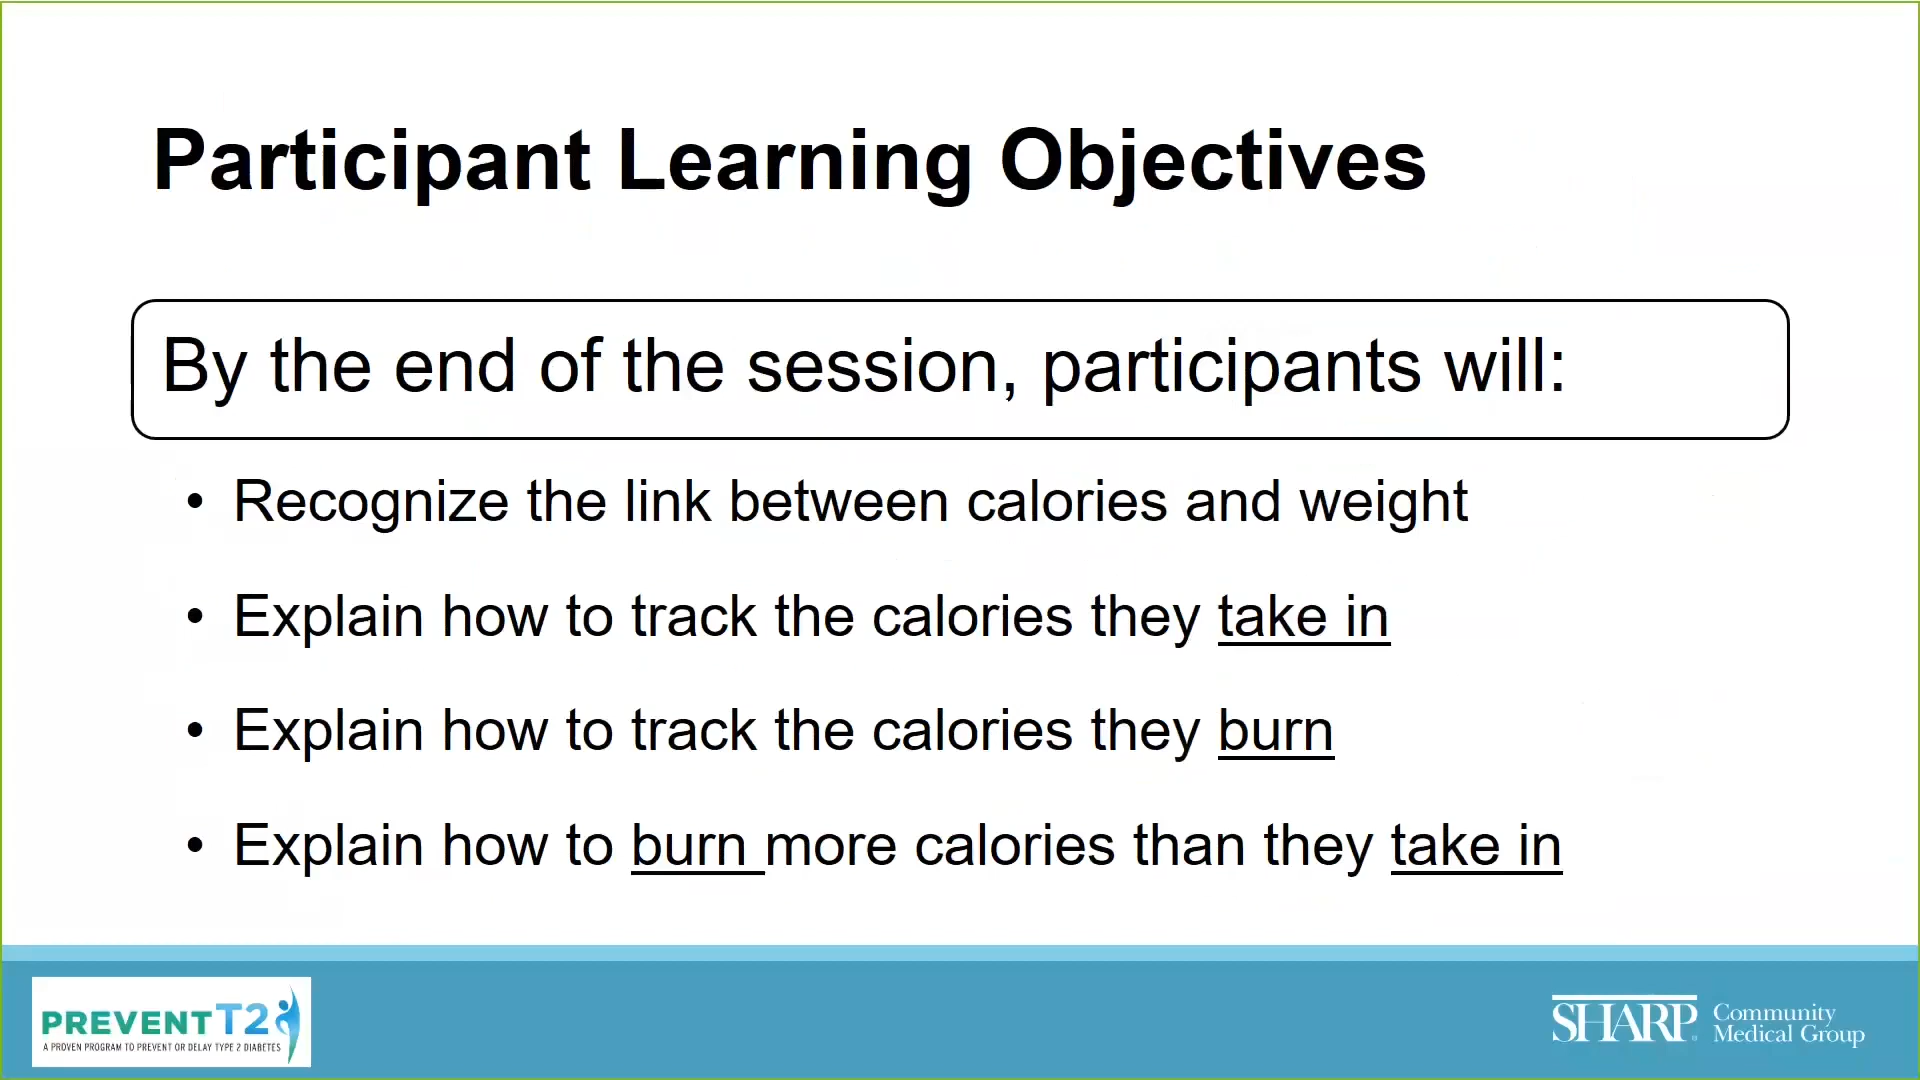 Participant Learning Objectives
By the end of the session, participants will:
• Recognize the link between calories and weight
• Explain how to track the calories they take in
• Explain how to track the calories they burn
• Explain how to burn more calories than they take in
PREVENT T2
A PROVEN PROGRAM TO PREVENT OR DELAY TYPE 2 DIABETES
SHARP
Community
Medical Group